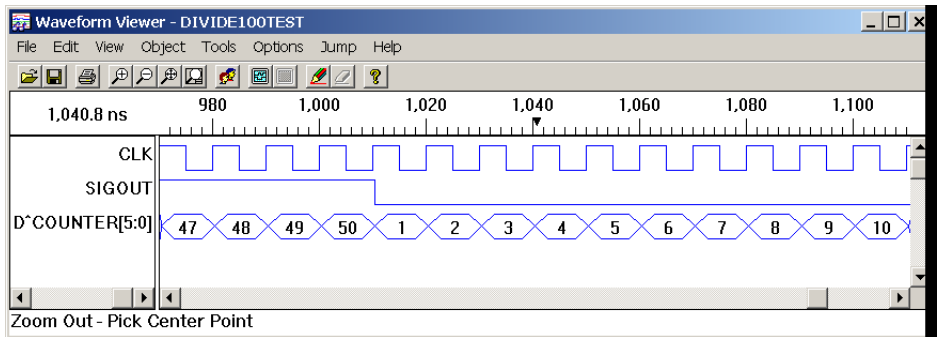 Waveform Viewer - DIVIDE100TEST
File Edit View Object Tools Options Jump Help
1,040.8 ns 980 1,000 1,020 1,040 1,060 1,080 1,100
CLK
SIGOUT
D^COUNTER[5:0] 47 48 49 50 1 2 3 4 5 6 7 8 9 10
Zoom Out - Pick Center Point